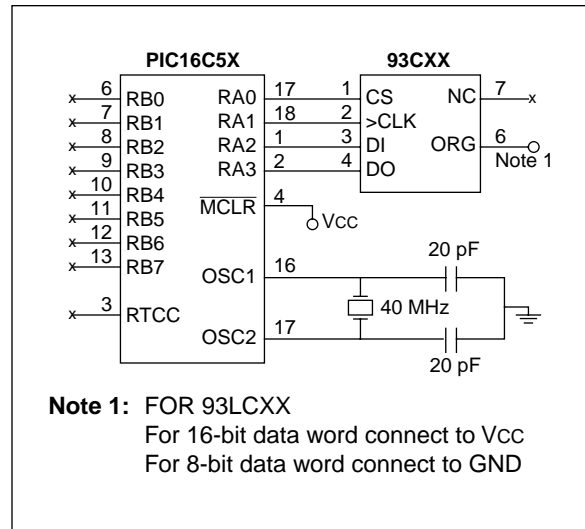 PIC16C5X 93CXX
6 RB0 RA0 17 1 CS NC 7 x
x 7 RB1 RA1 18 2 >CLK
x 8 RB2 RA2 1 3 DI ORG 6
x 9 RB3 RA3 2 4 DO Note 1
x 10 RB4 MCLR 4
x 11 RB5 VCC
x 12 RB6
x 13 RB7
OSC1 16 20 pF
x 3 RTCC 40 MHz
OSC2 17
20 pF
Note 1: FOR 93LCXX
For 16-bit data word connect to VCC
For 8-bit data word connect to GND